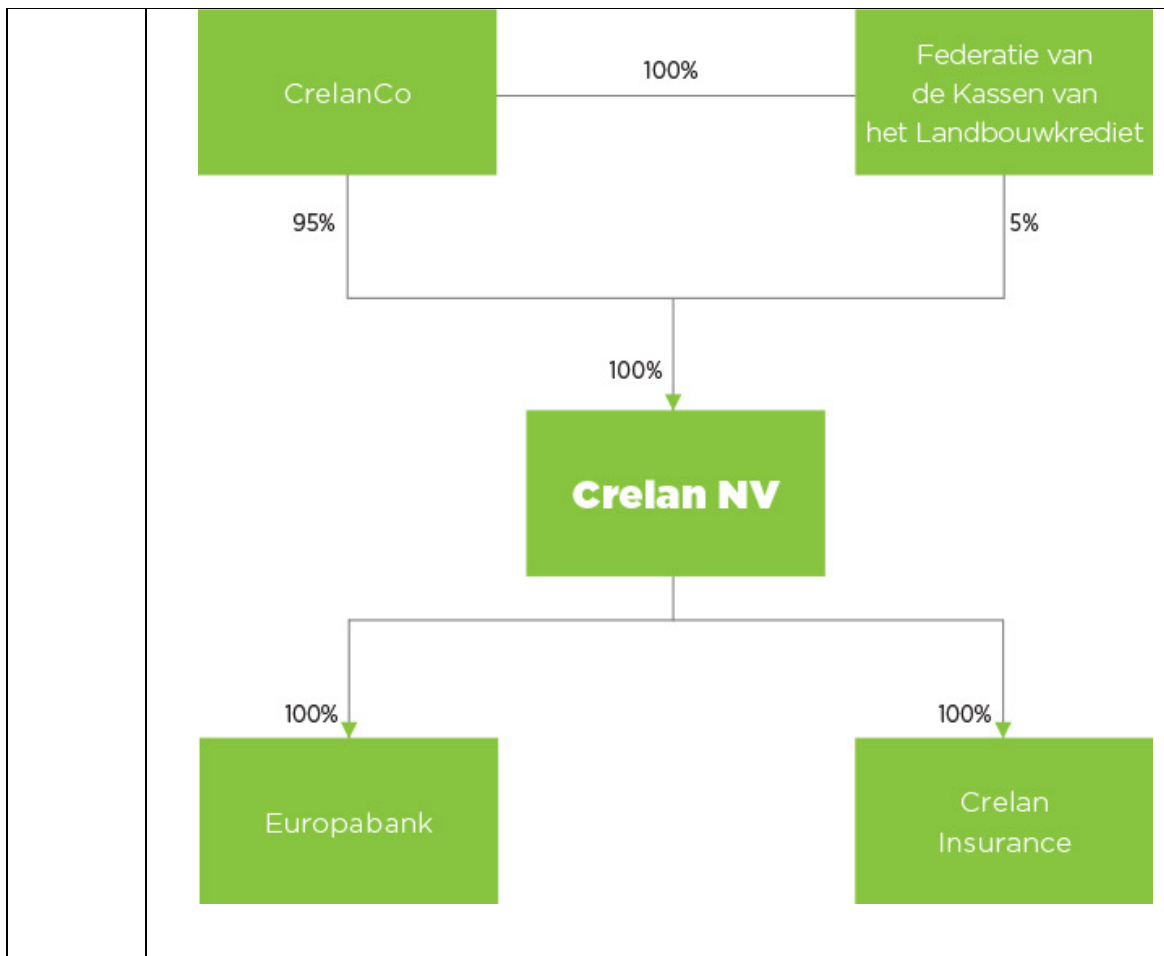 CrelanCo
100%
Federatie van
de Kassen van
het Landbouwkrediet
95%
5%
100%
Crelan NV
100%
100%
Europabank
Crelan
Insurance